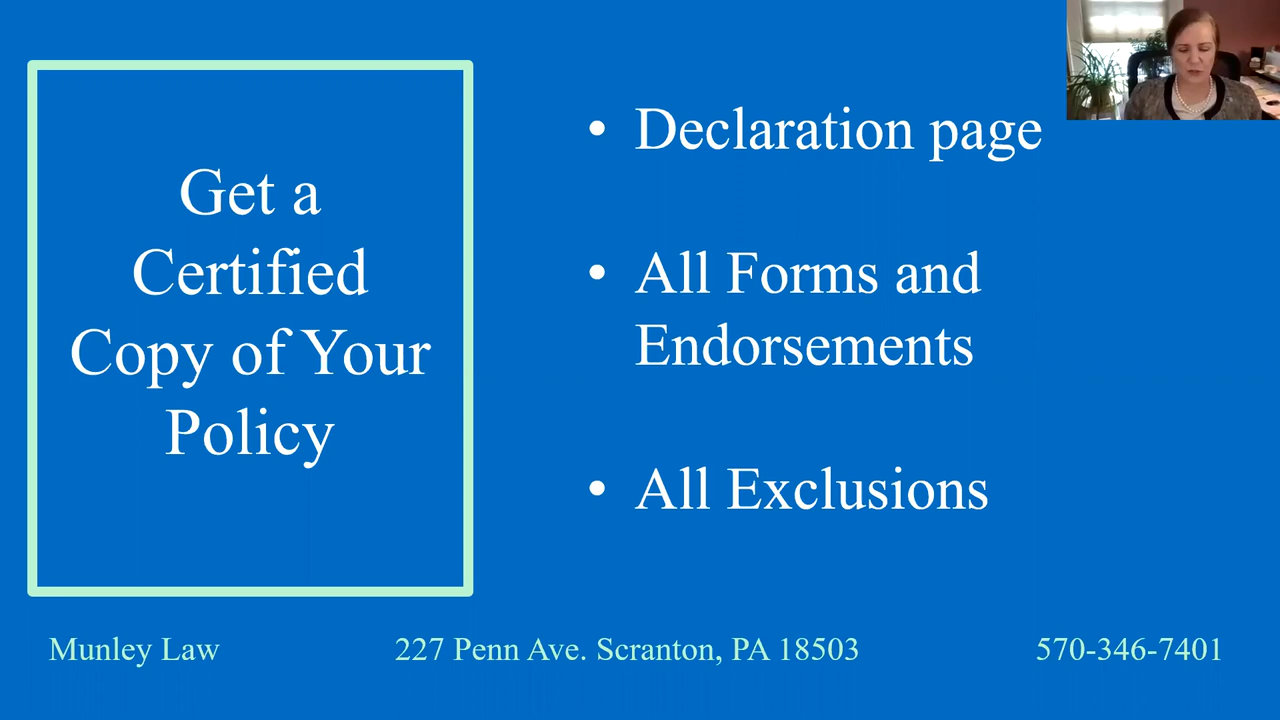 Get a
Certified
Copy of Your
Policy
• Declaration page
• All Forms and
Endorsements
• All Exclusions
Munley Law
227 Penn Ave. Scranton, PA 18503
570-346-7401